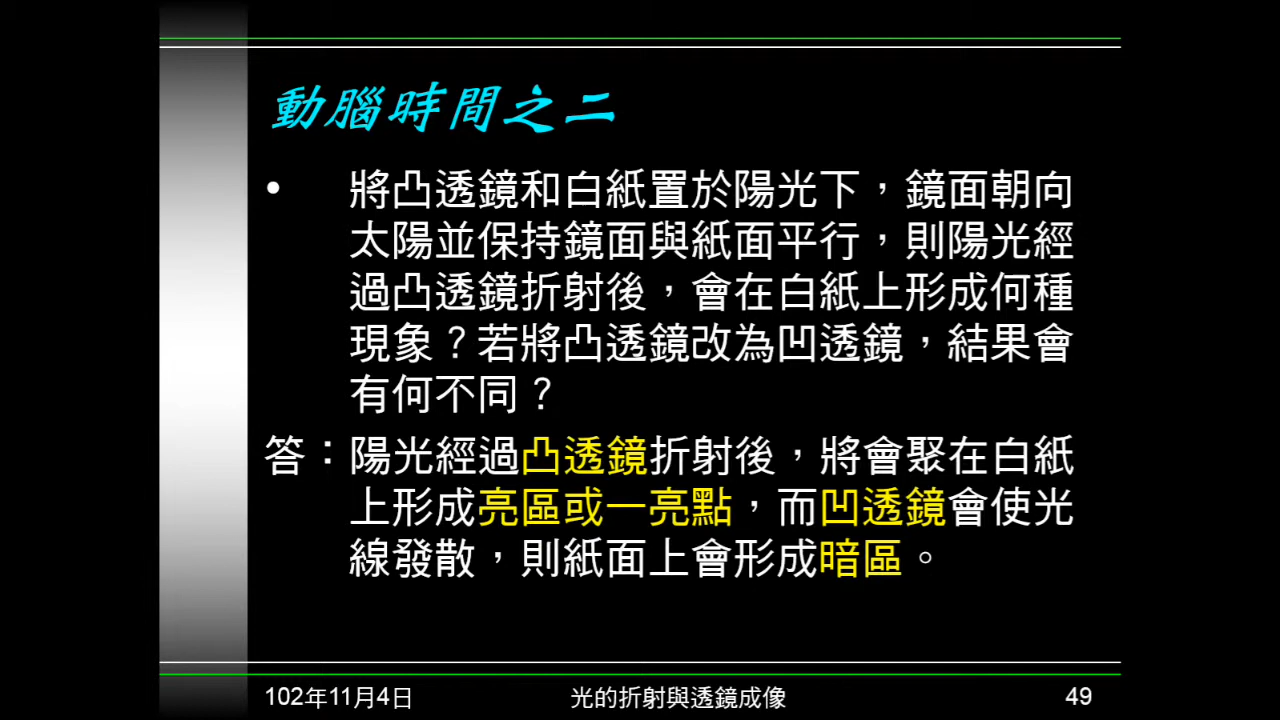 動腦時間之二
• 將凸透鏡和白紙置於陽光下，鏡面朝向
太陽並保持鏡面與紙面平行，則陽光經
過凸透鏡折射後，會在白紙上形成何種
現象？若將凸透鏡改為凹透鏡，結果會
有何不同？
答：陽光經過凸透鏡折射後，將會聚在白紙
上形成亮區或一亮點，而凹透鏡會使光
線發散，則紙面上會形成暗區。
102年11月4日 光的折射與透鏡成像 49